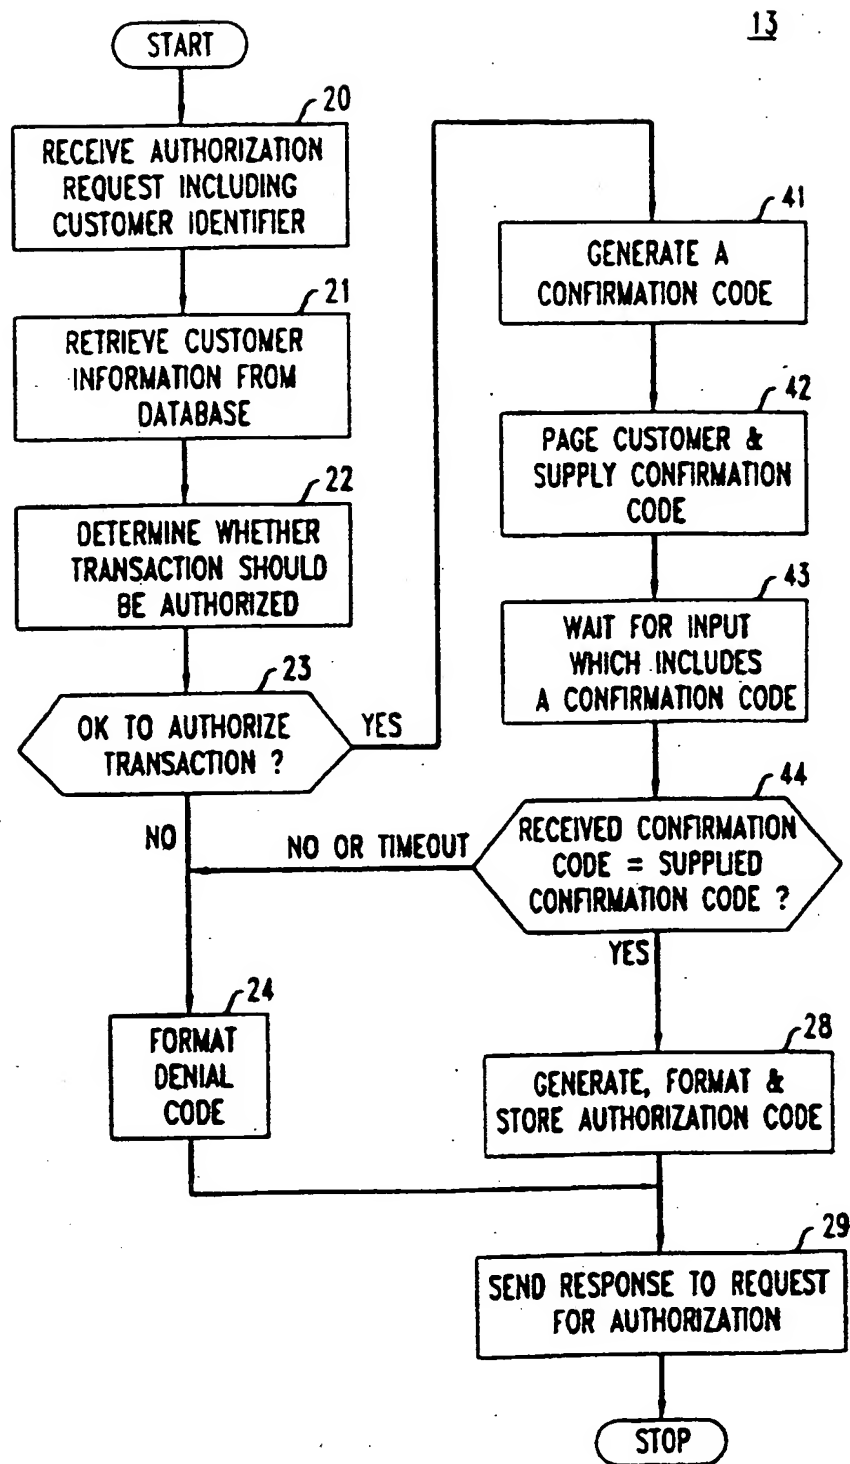 13
START
20
RECEIVE AUTHORIZATION
REQUEST INCLUDING
CUSTOMER IDENTIFIER
21
RETRIEVE CUSTOMER
INFORMATION FROM
DATABASE
22
DETERMINE WHETHER
TRANSACTION SHOULD
BE AUTHORIZED
23
OK TO AUTHORIZE
TRANSACTION ?
YES
NO
41
GENERATE A
CONFIRMATION CODE
42
PAGE CUSTOMER &
SUPPLY CONFIRMATION
CODE
43
WAIT FOR INPUT
WHICH INCLUDES
A CONFIRMATION CODE
44
RECEIVED CONFIRMATION
CODE = SUPPLIED
CONFIRMATION CODE ?
NO OR TIMEOUT
YES
24
FORMAT
DENIAL
CODE
28
GENERATE, FORMAT &
STORE AUTHORIZATION CODE
29
SEND RESPONSE TO REQUEST
FOR AUTHORIZATION
STOP